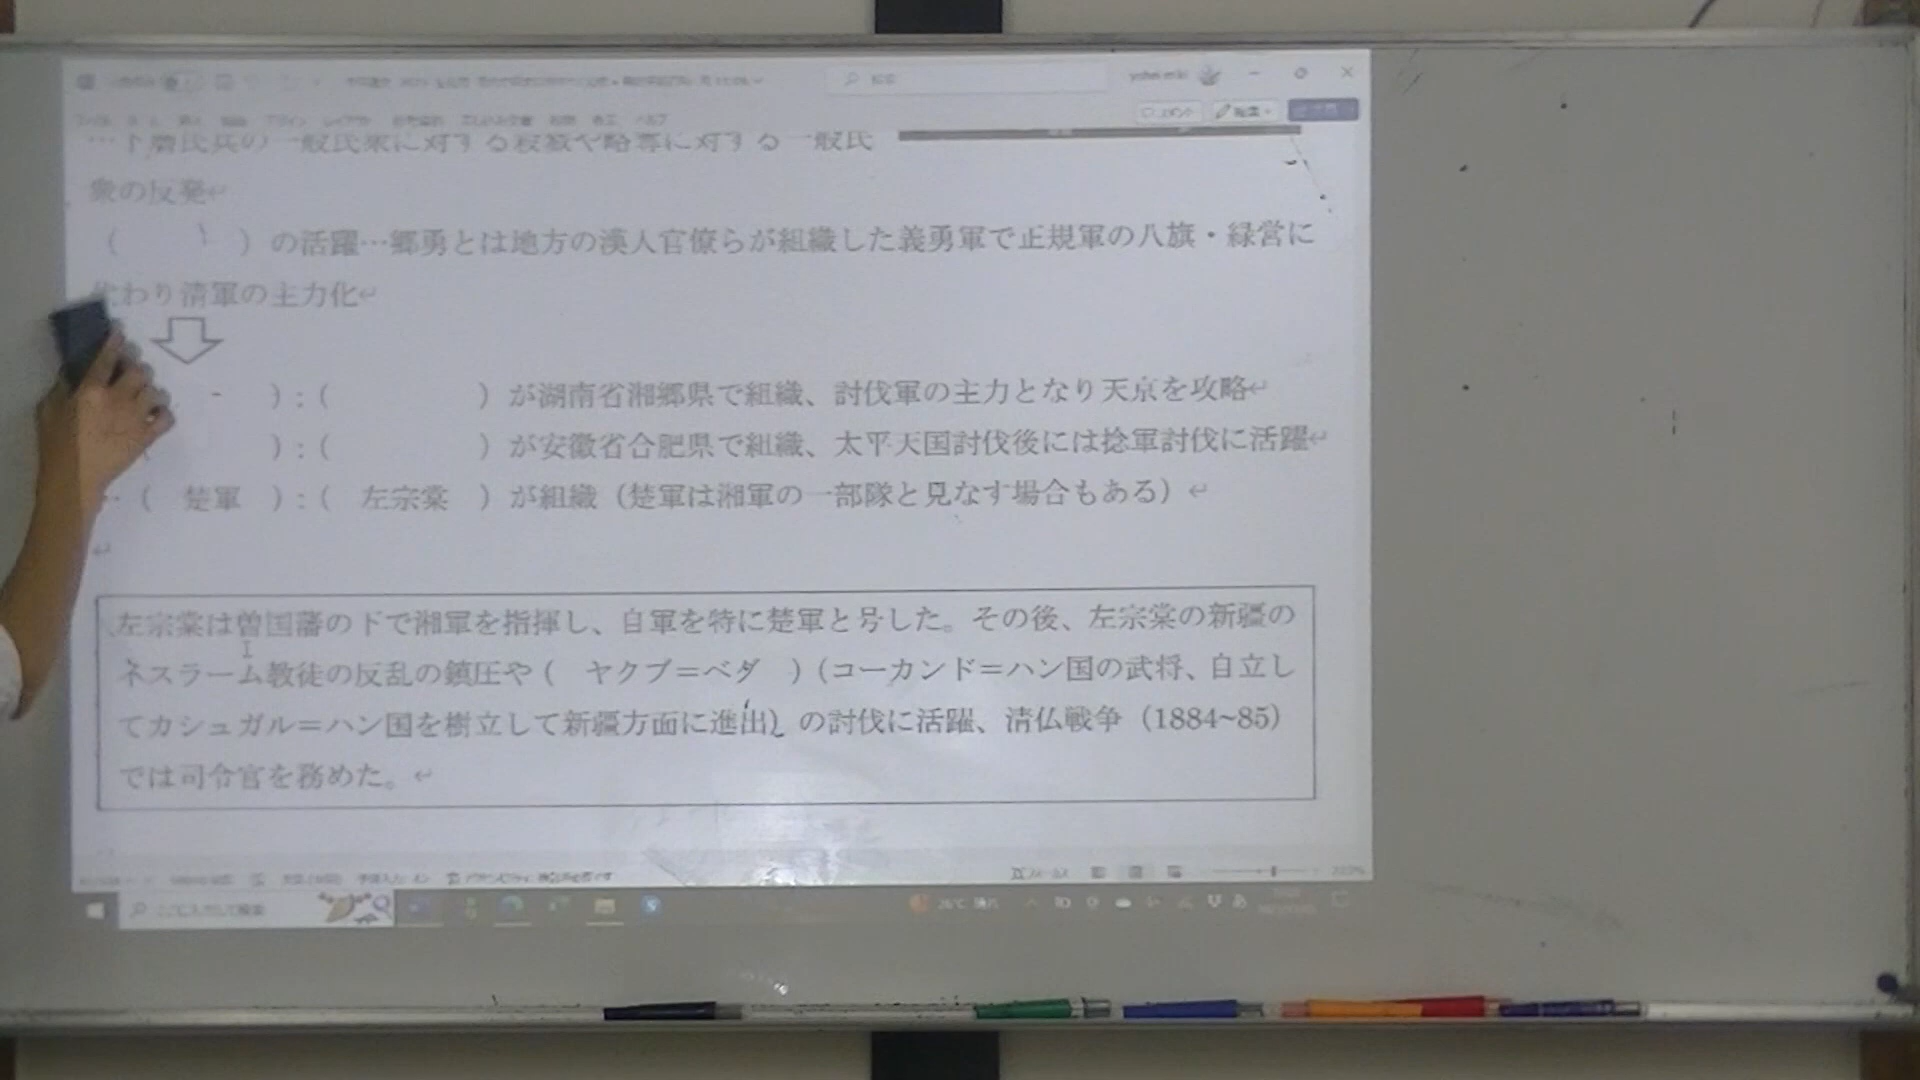 衆の反発↵
（　　　）の活躍…郷勇とは地方の漢人官僚らが組織した義勇軍で正規軍の八旗・緑営に
代わり清軍の主力化↵
）：（　　　）が湖南省湘郷県で組織、討伐軍の主力となり天京を攻略↵
（　　　）：（　　　）が安徽省合肥県で組織、太平天国討伐後には捻軍討伐に活躍↵
…（　楚軍　）：（　左宗棠　）が組織（楚軍は湘軍の一部隊と見なす場合もある）↵
左宗棠は曽国藩の下で湘軍を指揮し、自軍を特に楚軍と号した。その後、左宗棠の新疆の
スラーム教徒の反乱の鎮圧や（　ヤクブ＝ベグ　）（コーカンド＝ハン国の武将、自立し
てカシュガル＝ハン国を樹立して新疆方面に進出）の討伐に活躍、清仏戦争（1884~85）
では司令官を務めた。↵
ここに入力して検索
26°C